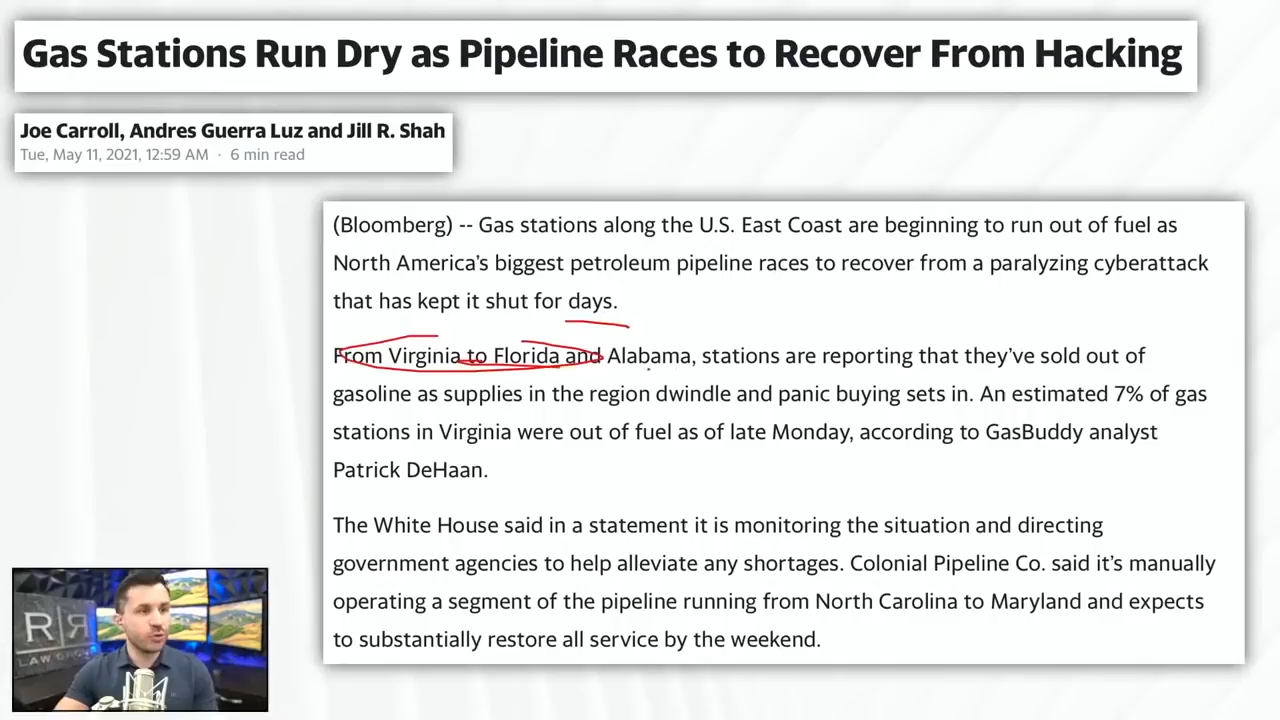 Gas Stations Run Dry as Pipeline Races to Recover From Hacking
Joe Carroll, Andres Guerra Luz and Jill R. Shah
Tue, May 11, 2021, 12:59 AM · 6 min read
(Bloomberg) -- Gas stations along the U.S. East Coast are beginning to run out of fuel as
North America’s biggest petroleum pipeline races to recover from a paralyzing cyberattack
that has kept it shut for days.
From Virginia to Florida and Alabama, stations are reporting that they’ve sold out of
gasoline as supplies in the region dwindle and panic buying sets in. An estimated 7% of gas
stations in Virginia were out of fuel as of late Monday, according to GasBuddy analyst
Patrick DeHaan.
The White House said in a statement it is monitoring the situation and directing
government agencies to help alleviate any shortages. Colonial Pipeline Co. said it’s manually
operating a segment of the pipeline running from North Carolina to Maryland and expects
to substantially restore all service by the weekend.
R|R
LAW GRO